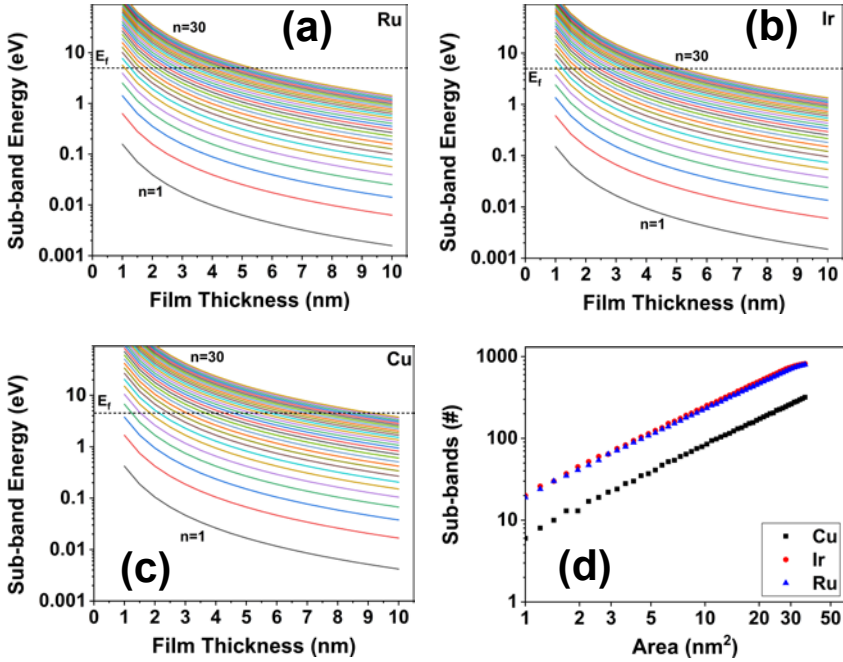 (a)
Ru
n=30
E_f
n=1
Sub-band Energy (eV)
10
1
0.1
0.01
0.001
0 1 2 3 4 5 6 7 8 9 10
Film Thickness (nm)
(b)
Ir
n=30
E_f
n=1
Sub-band Energy (eV)
10
1
0.1
0.01
0.001
0 1 2 3 4 5 6 7 8 9 10
Film Thickness (nm)
Cu
n=30
E_f
n=1
(c)
Sub-band Energy (eV)
10
1
0.1
0.01
0.001
0 1 2 3 4 5 6 7 8 9 10
Film Thickness (nm)
Sub-bands (#)
1000
100
10
1
Cu
Ir
Ru
(d)
1 2 3 5 10 20 30 50
Area (nm²)